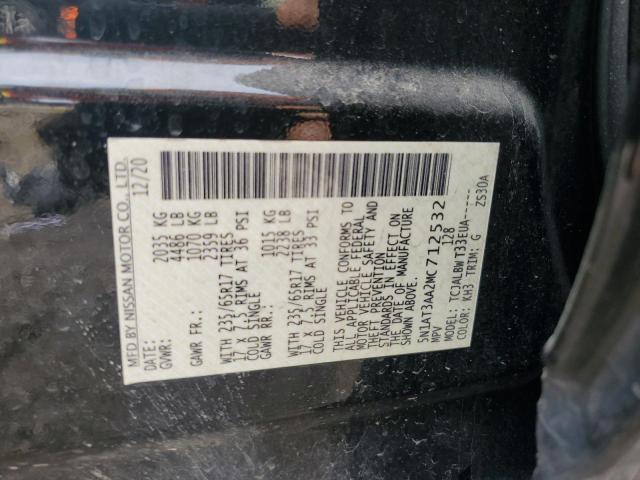 MFD BY NISSAN MOTOR CO., LTD.
DATE: 12/20
GVWR: 2035 KG
4486 LB
GAWR FR.: 1070 KG
2359 LB
WITH 235/65R17 TIRES
17 X 7.5 RIMS AT 36 PSI
COLD SINGLE
GAWR RR.: 1015 KG
2238 LB
WITH 235/65R17 TIRES
17 X 7.5 RIMS AT 33 PSI
COLD SINGLE
THIS VEHICLE CONFORMS TO
ALL APPLICABLE FEDERAL
MOTOR VEHICLE SAFETY AND
THEFT PREVENTION
STANDARDS IN EFFECT ON
THE DATE OF MANUFACTURE
SHOWN ABOVE.
5N1AT3AA2MC712532
MPV 128
TCJALBWT33EUA-----
COLOR: KH3 TRIM: G ZS30A